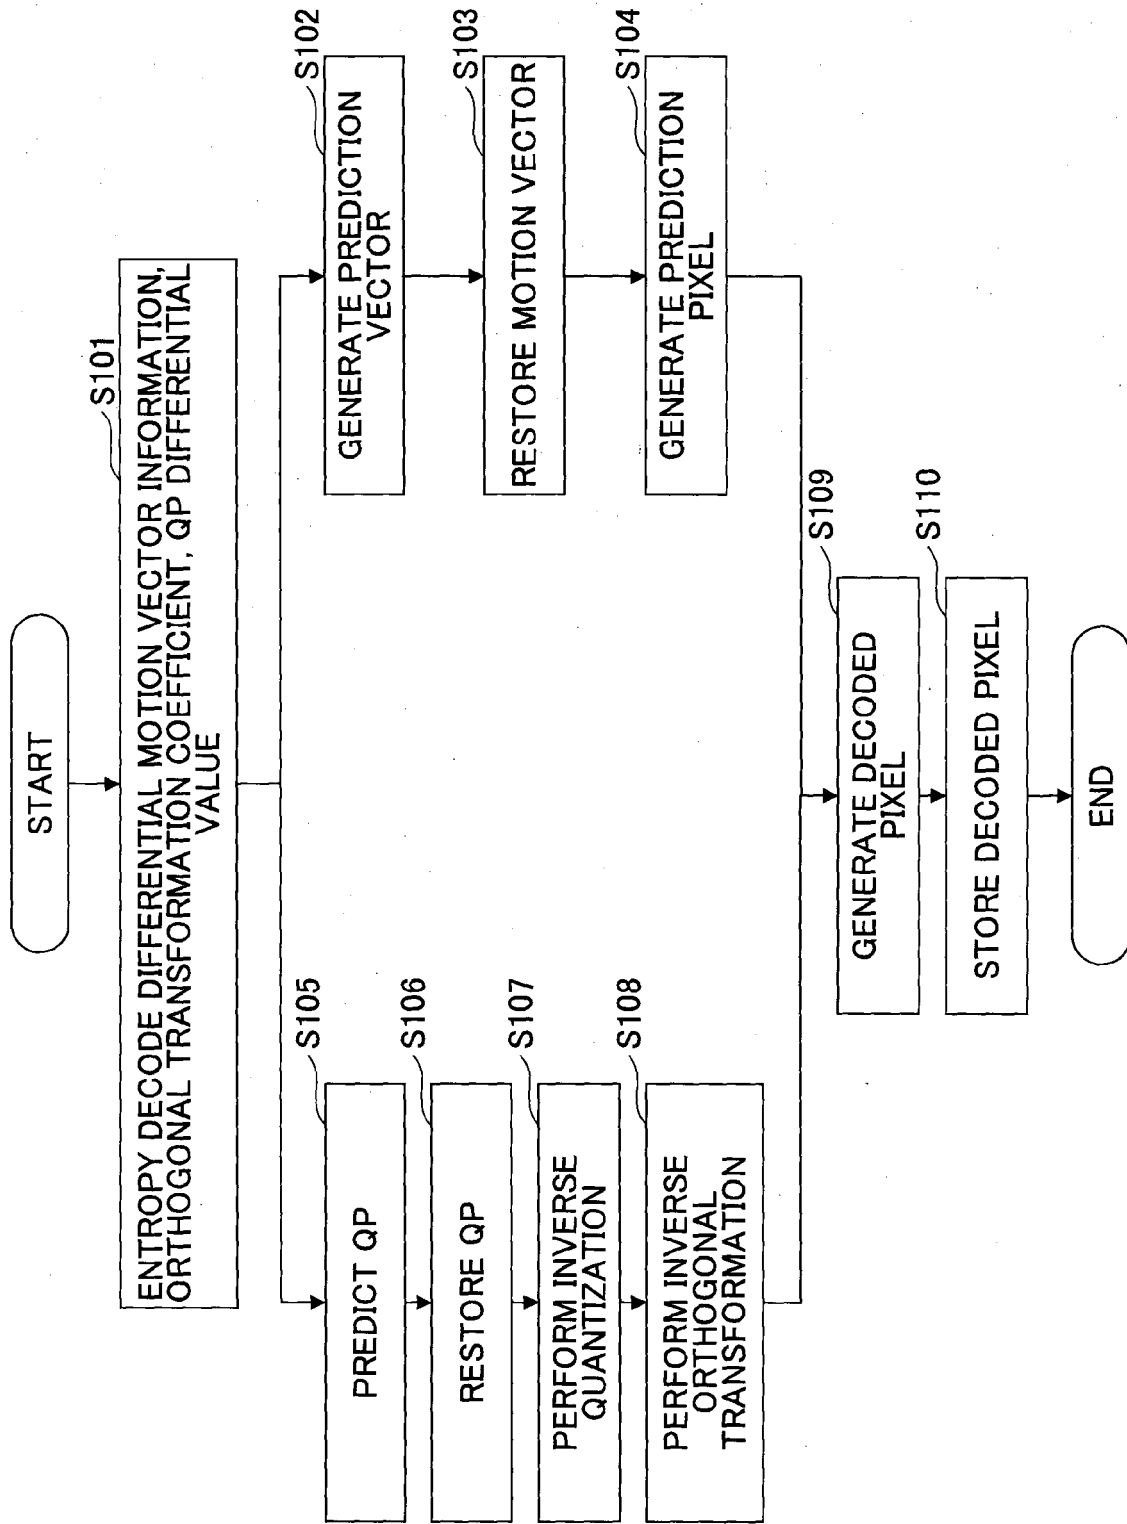 START
S101
ENTROPY DECODE DIFFERENTIAL MOTION VECTOR INFORMATION,
ORTHOGONAL TRANSFORMATION COEFFICIENT, QP DIFFERENTIAL
VALUE
S105
PREDICT QP
S106
RESTORE QP
S107
PERFORM INVERSE
QUANTIZATION
S108
PERFORM INVERSE
ORTHOGONAL
TRANSFORMATION
S102
GENERATE PREDICTION
VECTOR
S103
RESTORE MOTION VECTOR
S104
GENERATE PREDICTION
PIXEL
S109
GENERATE DECODED
PIXEL
S110
STORE DECODED PIXEL
END